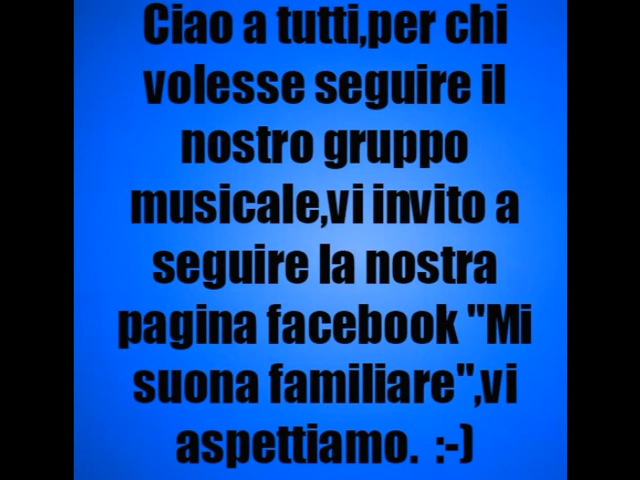 Ciao a tutti,per chi
volesse seguire il
nostro gruppo
musicale,vi invito a
seguire la nostra
pagina facebook "Mi
suona familiare",vi
aspettiamo.  :-)